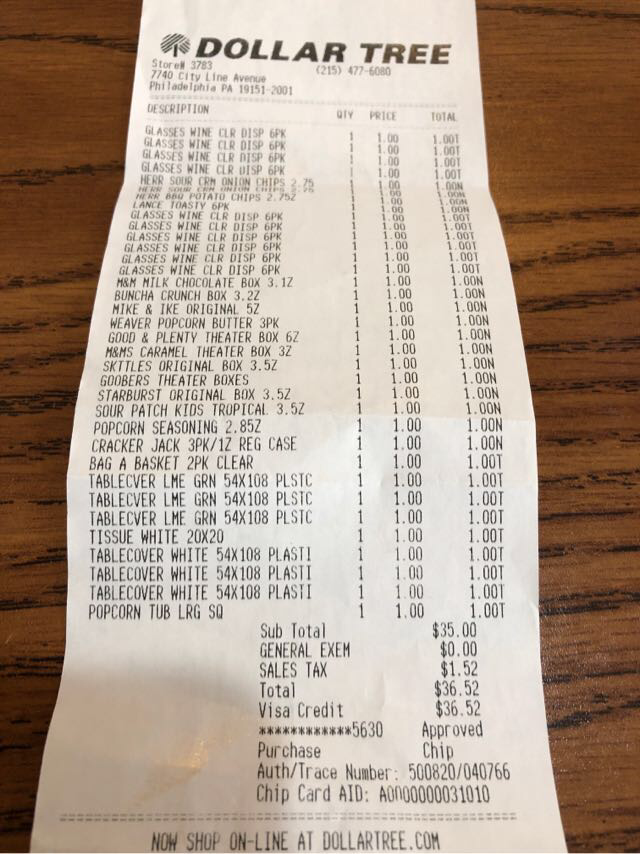 DOLLAR TREE
Store# 3783 (215) 477-6080
7740 City Line Avenue
Philadelphia PA 19151-2001
DESCRIPTION QTY PRICE TOTAL
GLASSES WINE CLR DISP 6PK 1 1.00 1.00T
GLASSES WINE CLR DISP 6PK 1 1.00 1.00T
GLASSES WINE CLR DISP 6PK 1 1.00 1.00T
GLASSES WINE CLR DISP 6PK 1 1.00 1.00T
HERR SOUR CRM ONION CHIPS 2.75 1 1.00 1.00N
HERR SOUR CRM ONION CHIPS 2.75 1 1.00 1.00N
HERR BBQ POTATO CHIPS 2.75Z 1 1.00 1.00N
LANCE TOASTY 6PK 1 1.00 1.00N
GLASSES WINE CLR DISP 6PK 1 1.00 1.00T
GLASSES WINE CLR DISP 6PK 1 1.00 1.00T
GLASSES WINE CLR DISP 6PK 1 1.00 1.00T
GLASSES WINE CLR DISP 6PK 1 1.00 1.00T
GLASSES WINE CLR DISP 6PK 1 1.00 1.00T
GLASSES WINE CLR DISP 6PK 1 1.00 1.00T
M&M MILK CHOCOLATE BOX 3.1Z 1 1.00 1.00N
BUNCHA CRUNCH BOX 3.2Z 1 1.00 1.00N
MIKE & IKE ORIGINAL 5Z 1 1.00 1.00N
WEAVER POPCORN BUTTER 3PK 1 1.00 1.00N
GOOD & PLENTY THEATER BOX 6Z 1 1.00 1.00N
M&MS CARAMEL THEATER BOX 3Z 1 1.00 1.00N
SKTTLES ORIGINAL BOX 3.5Z 1 1.00 1.00N
GOOBERS THEATER BOXES 1 1.00 1.00N
STARBURST ORIGINAL BOX 3.5Z 1 1.00 1.00N
SOUR PATCH KIDS TROPICAL 3.5Z 1 1.00 1.00N
POPCORN SEASONING 2.85Z 1 1.00 1.00N
CRACKER JACK 3PK/1Z REG CASE 1 1.00 1.00N
BAG A BASKET 2PK CLEAR 1 1.00 1.00T
TABLECVER LME GRN 54X108 PLSTC 1 1.00 1.00T
TABLECVER LME GRN 54X108 PLSTC 1 1.00 1.00T
TABLECVER LME GRN 54X108 PLSTC 1 1.00 1.00T
TISSUE WHITE 20X20 1 1.00 1.00T
TABLECOVER WHITE 54X108 PLASTI 1 1.00 1.00T
TABLECOVER WHITE 54X108 PLASTI 1 1.00 1.00T
TABLECOVER WHITE 54X108 PLASTI 1 1.00 1.00T
POPCORN TUB LRG SQ 1 1.00 1.00T
Sub Total $35.00
GENERAL EXEM $0.00
SALES TAX $1.52
Total $36.52
Visa Credit $36.52
************5630 Approved
Purchase Chip
Auth/Trace Number: 500820/040766
Chip Card AID: A0000000031010
NOW SHOP ON-LINE AT DOLLARTREE.COM